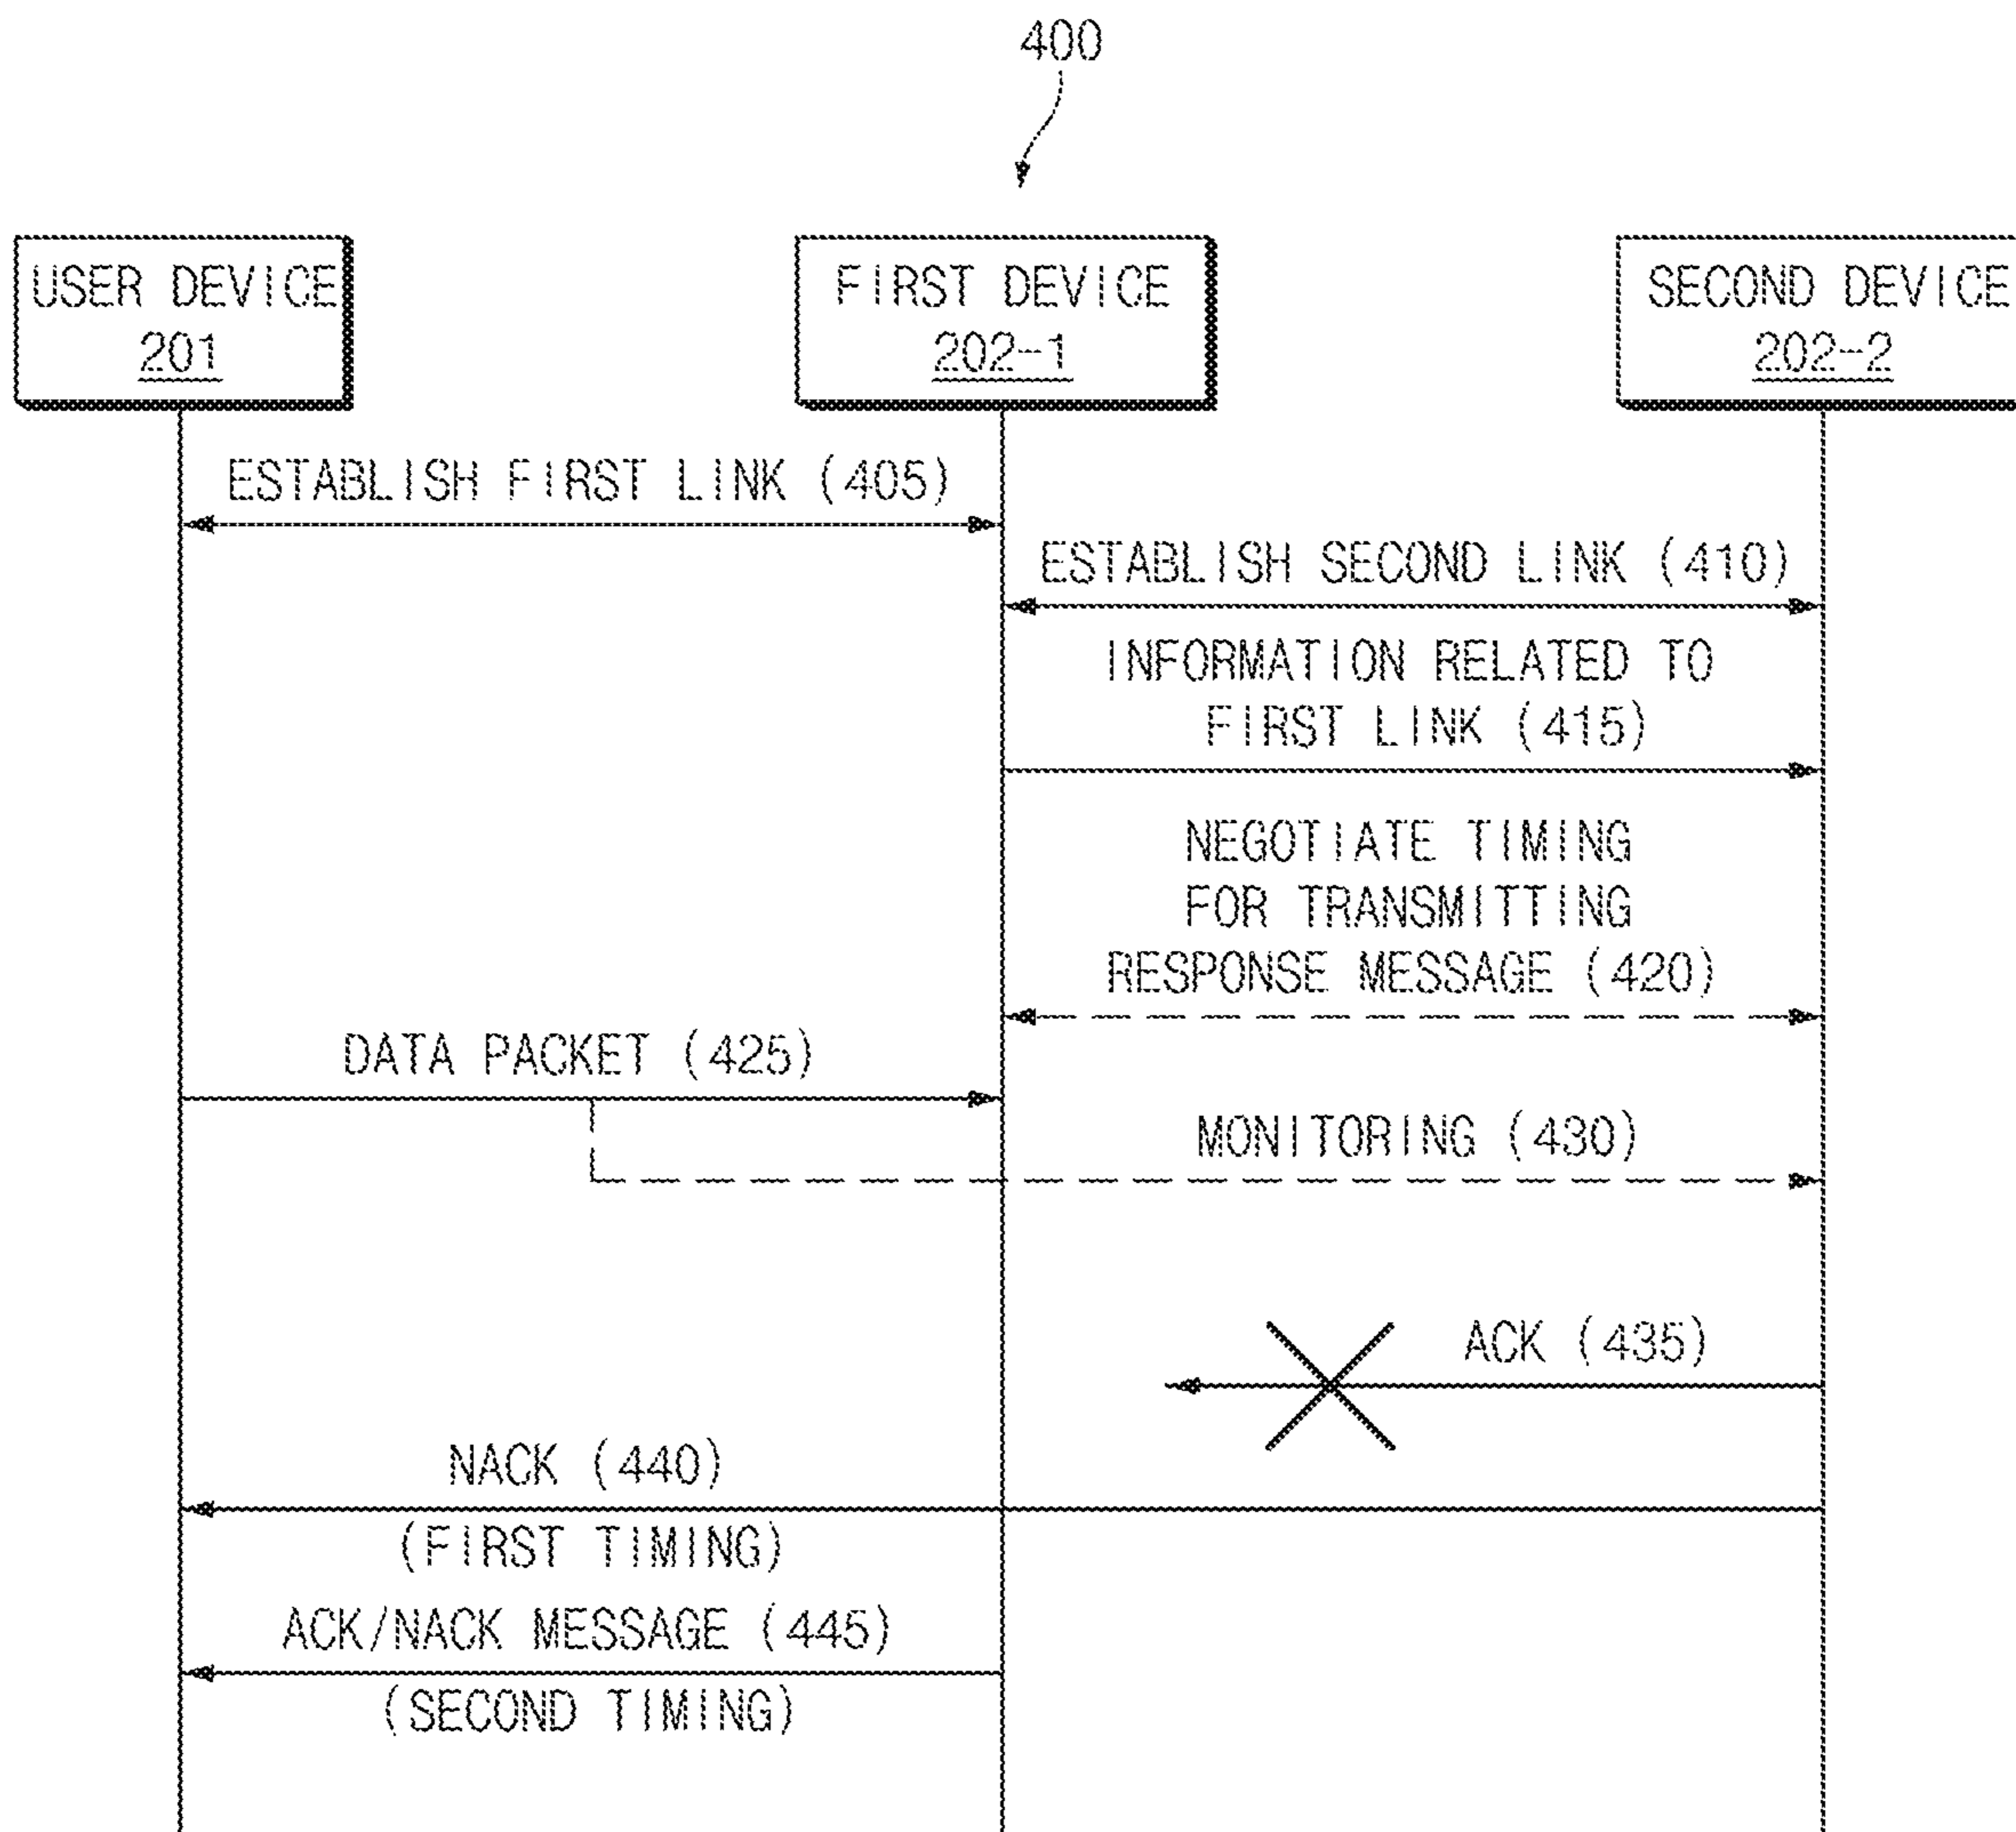 400
USER DEVICE
201
FIRST DEVICE
202-1
SECOND DEVICE
202-2
ESTABLISH FIRST LINK (405)
ESTABLISH SECOND LINK (410)
INFORMATION RELATED TO
FIRST LINK (415)
NEGOTIATE TIMING
FOR TRANSMITTING
RESPONSE MESSAGE (420)
DATA PACKET (425)
MONITORING (430)
ACK (435)
NACK (440)
(FIRST TIMING)
ACK/NACK MESSAGE (445)
(SECOND TIMING)